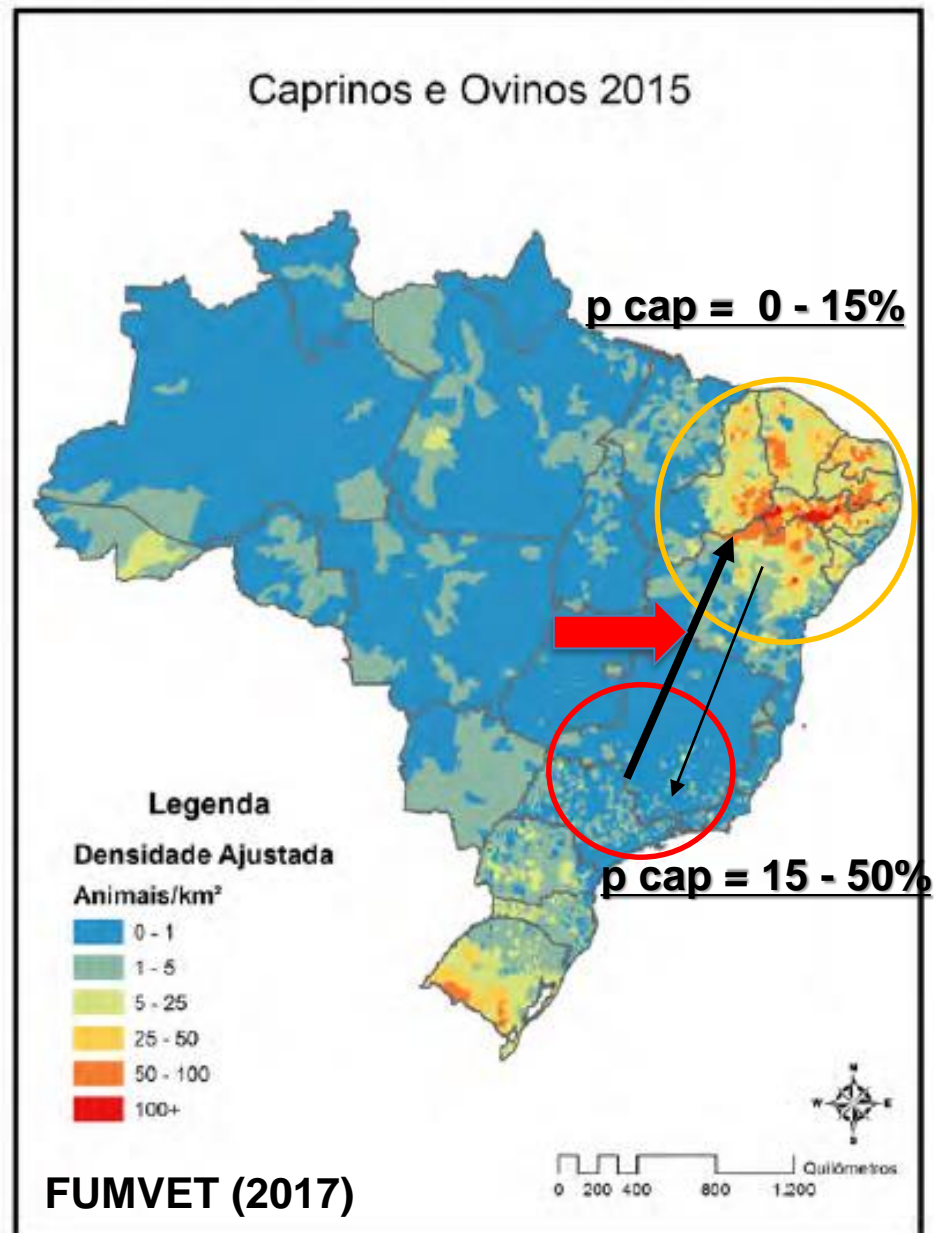 Caprinos e Ovinos 2015
p cap = 0 - 15%
p cap = 15 - 50%
Legenda
Densidade Ajustada
Animais/km²
0 - 1
1 - 5
5 - 25
25 - 50
50 - 100
100+
N
W E
S
Quilômetros
0 200 400 800 1.200
FUMVET (2017)